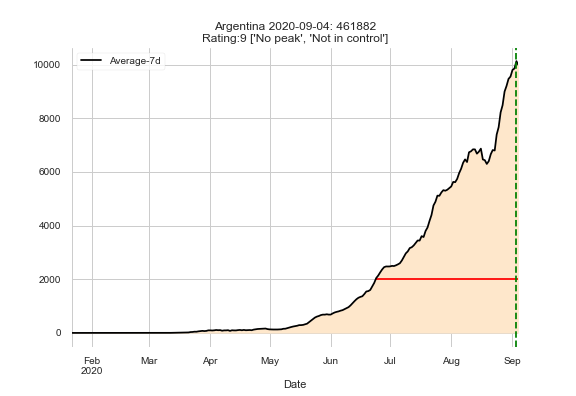 Argentina 2020-09-04: 461882
Rating:9 ['No peak', 'Not in control']
Average-7d
10000
8000
6000
4000
2000
0
Feb Mar Apr May Jun Jul Aug Sep
2020
Date